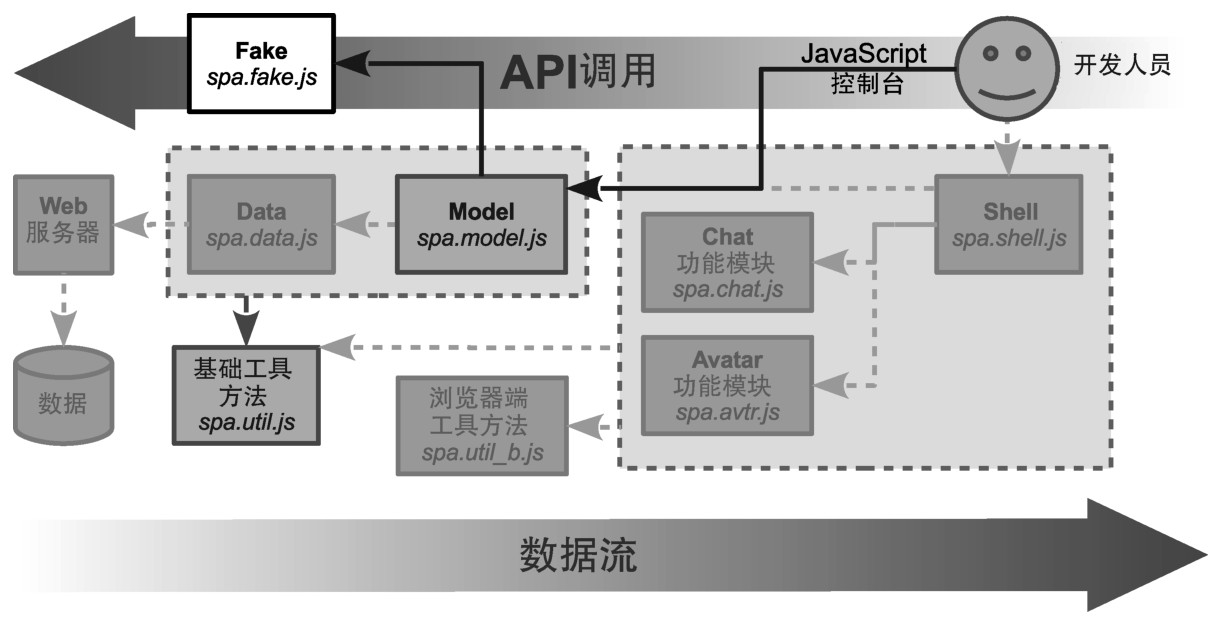 Fake
spa.fake.js
API调用
JavaScript
控制台
开发人员
Web
服务器
Data
spa.data.js
Model
spa.model.js
Chat
功能模块
spa.chat.js
Shell
spa.shell.js
数据
基础工具
方法
spa.util.js
浏览器端
工具方法
spa.util_b.js
Avatar
功能模块
spa.avtr.js
数据流